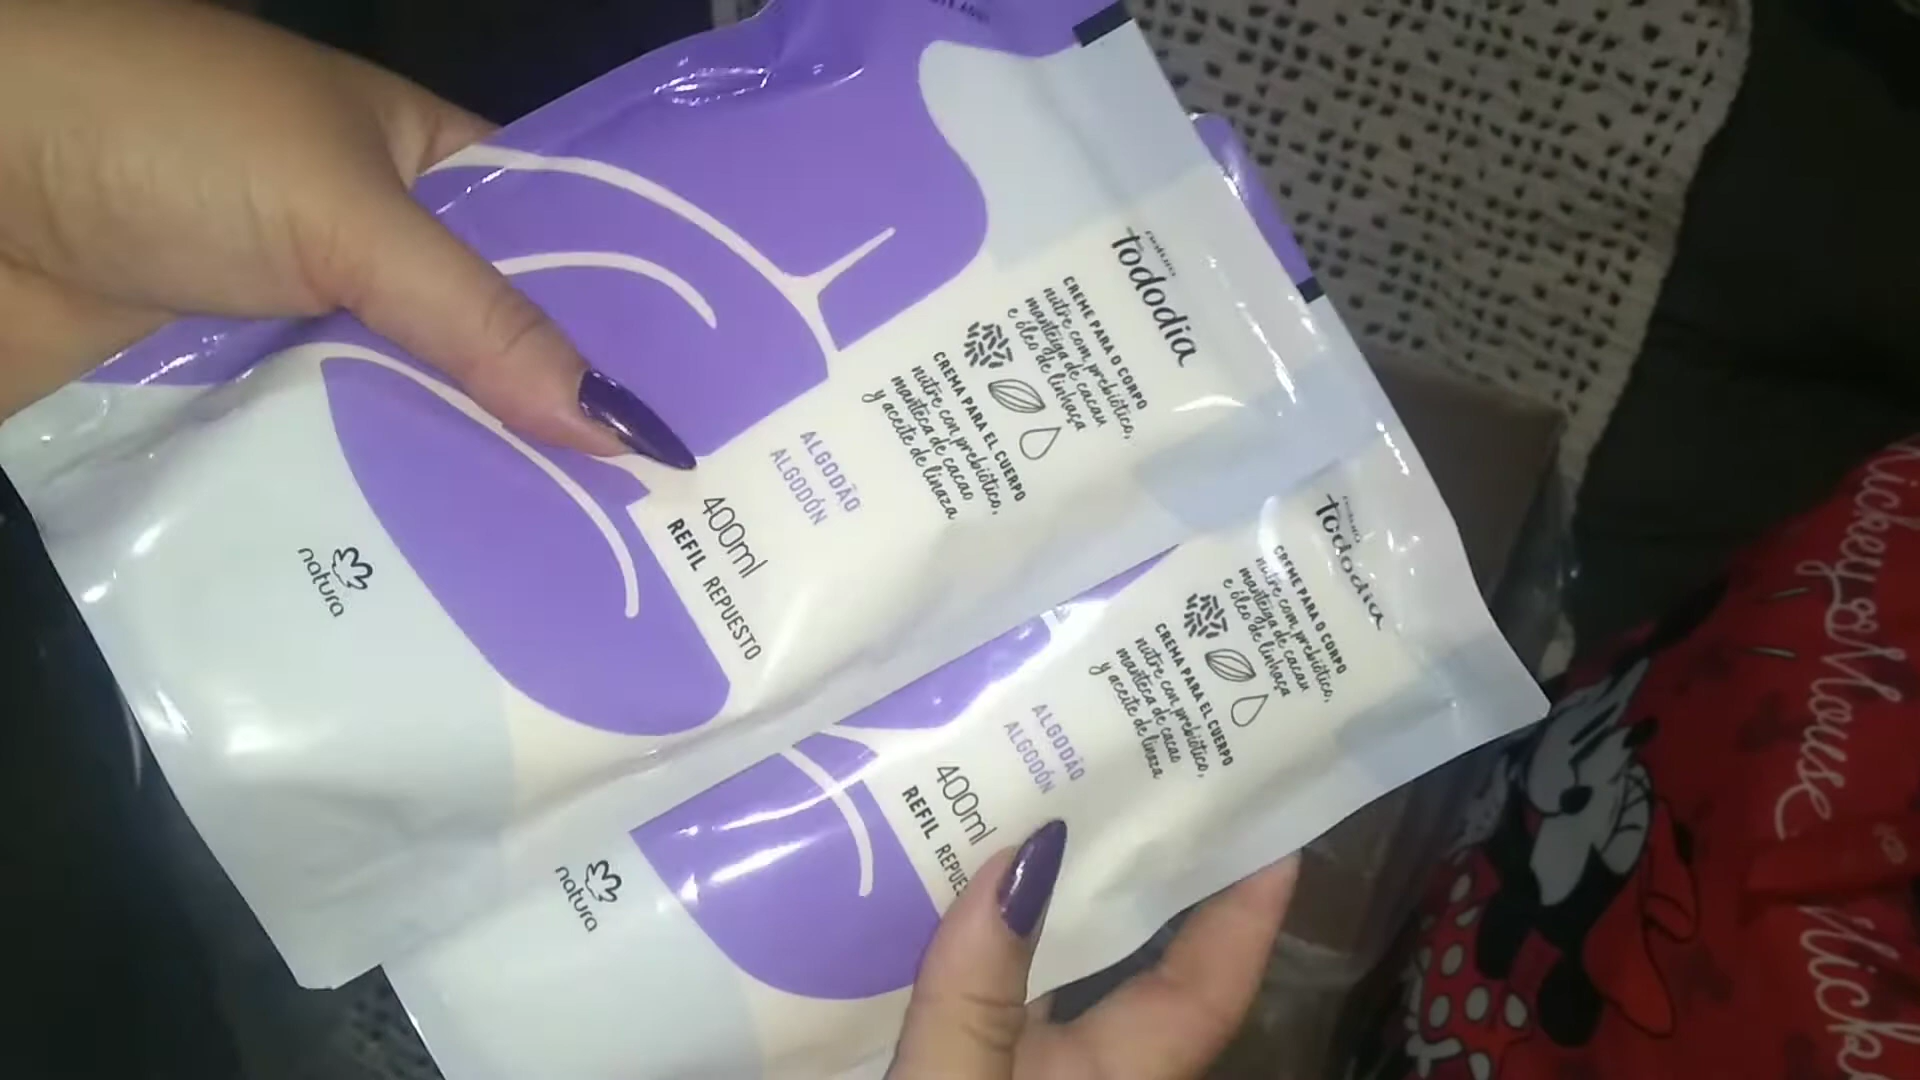 natura
Tododia
CREME PARA O CORPO
nutre com prebiótico,
manteiga de cacau
e óleo de linhaça
CREMA PARA EL CUERPO
nutre con prebiótico,
manteca de cacao
y aceite de linaza
ALGODÃO
ALGODÓN
400ml
REFIL REPUESTO
natura
natura
Tododia
CREME PARA O CORPO
nutre com prebiótico,
manteiga de cacau
e óleo de linhaça
CREMA PARA EL CUERPO
nutre con prebiótico,
manteca de cacao
y aceite de linaza
ALGODÃO
ALGODÓN
400ml
REFIL REPUE
natura
Mouse